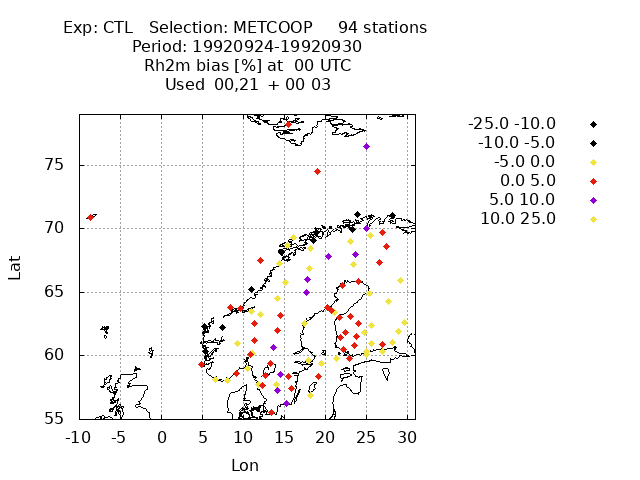 Exp: CTL Selection: METCOOP 94 stations
Period: 19920924-19920930
Rh2m bias [%] at 00 UTC
Used 00,21 + 00 03
-25.0 -10.0
-10.0 -5.0
-5.0 0.0
0.0 5.0
5.0 10.0
10.0 25.0
75
70
65
60
55
Lat
-10 -5 0 5 10 15 20 25 30
Lon